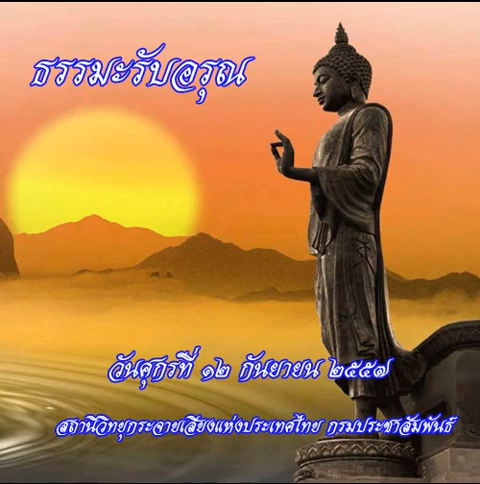 ธรรมะรับอรุณ
วันศุกร์ที่ ๑๒ กันยายน ๒๕๕๗
สถานีวิทยุกระจายเสียงแห่งประเทศไทย กรมประชาสัมพันธ์